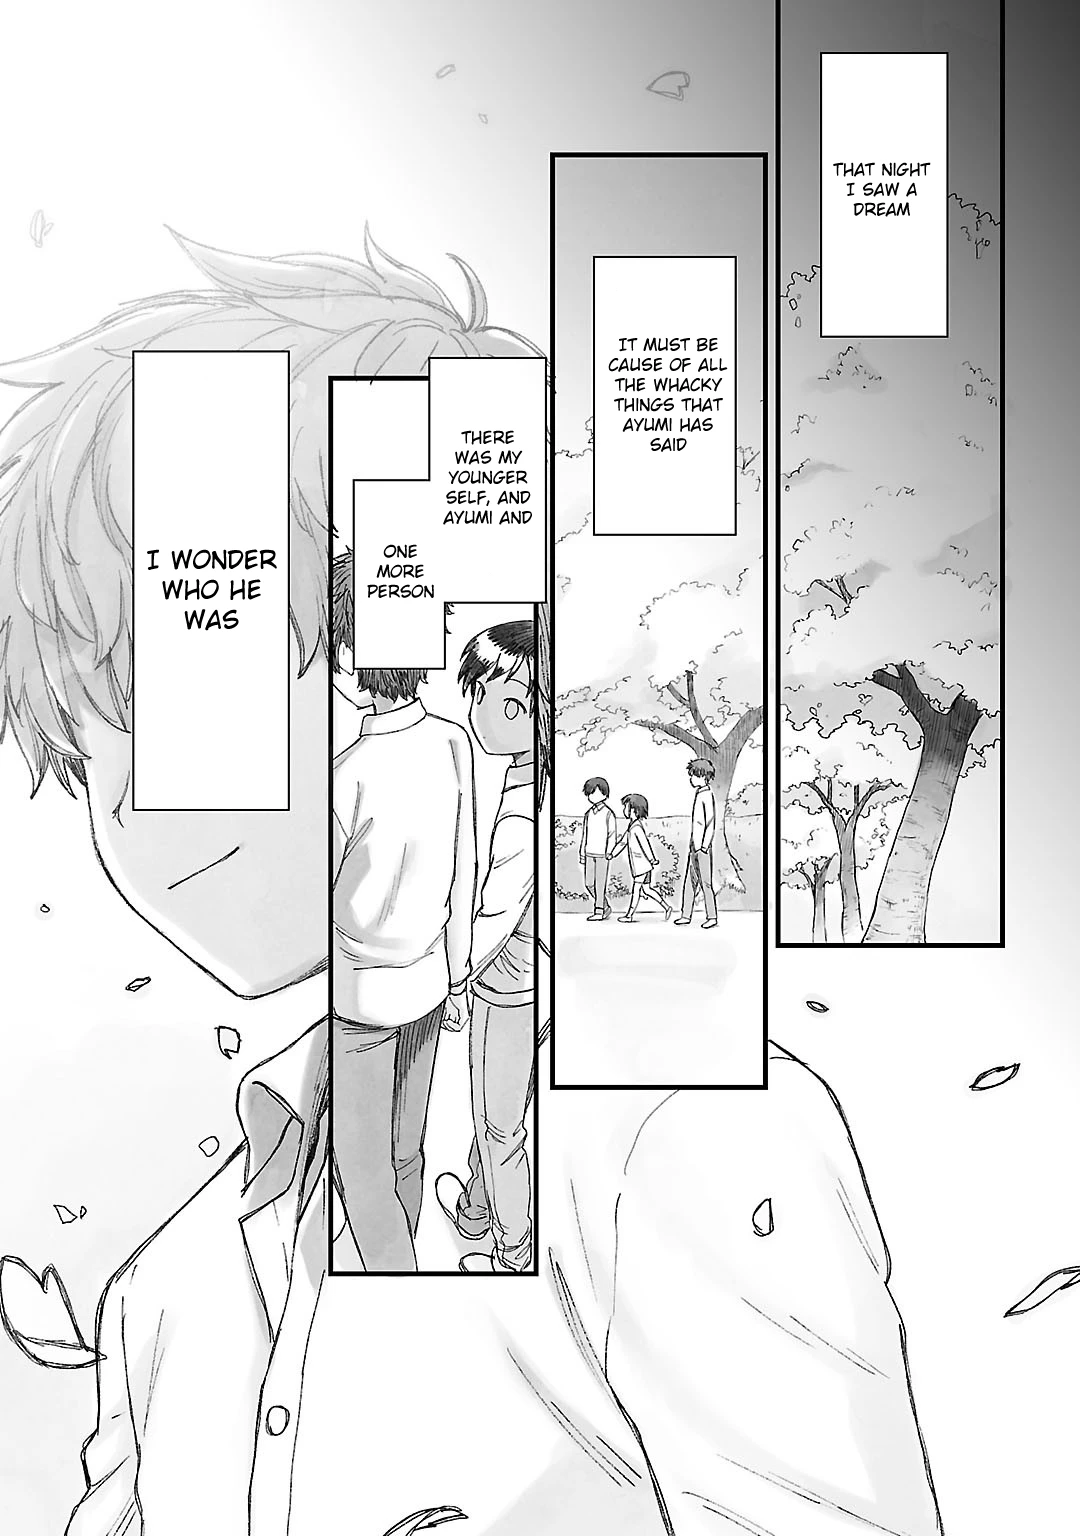 THAT NIGHT
I SAW A
DREAM
IT MUST BE
CAUSE OF ALL
THE WHACKY
THINGS THAT
AYUMI HAS
SAID
THERE
WAS MY
YOUNGER
SELF, AND
AYUMI AND
ONE
MORE
PERSON
I WONDER
WHO HE
WAS